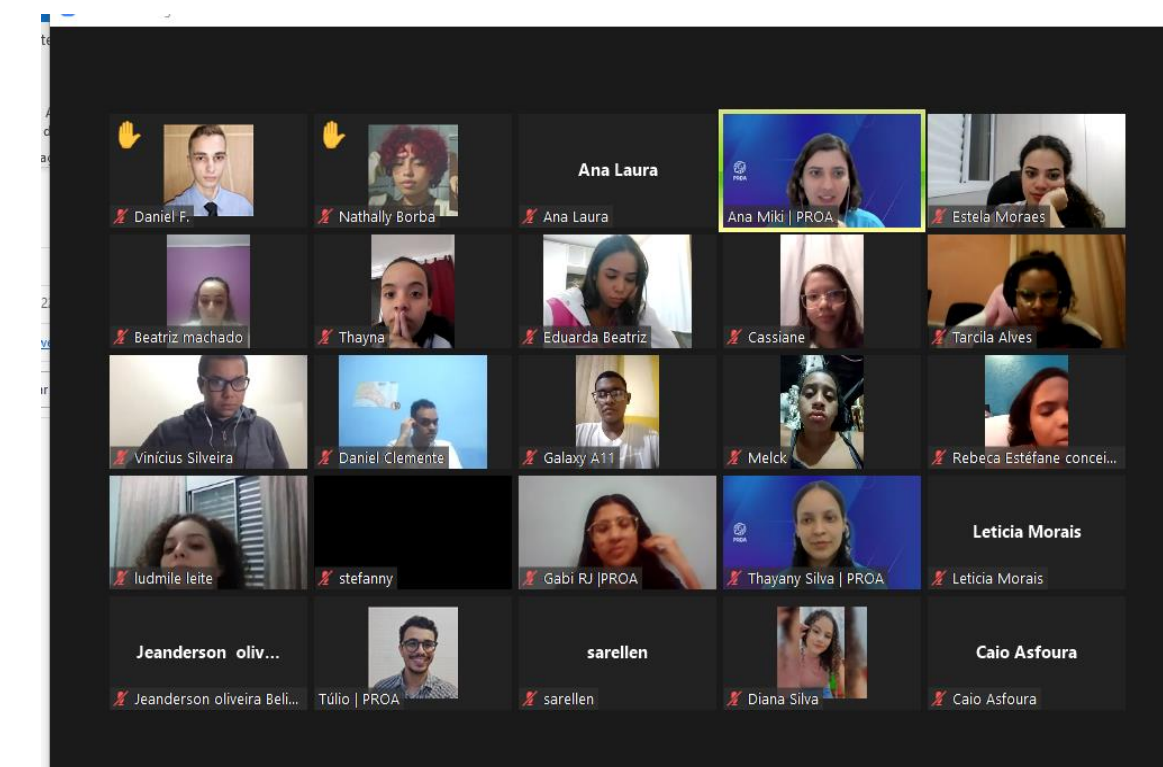 Daniel F.
Nathally Borba
Ana Laura
Ana Laura
PROA
Ana Miki | PROA
Estela Moraes
Beatriz machado
Thayna
Eduarda Beatriz
Cassiane
Tarcila Alves
Vinícius Silveira
Daniel Clemente
Galaxy A11
Melck
Rebeca Estéfane concei...
ludmile leite
stefanny
Gabi RJ |PROA
PROA
Thayany Silva | PROA
Leticia Morais
Leticia Morais
Jeanderson oliv...
Jeanderson oliveira Beli...
Túlio | PROA
sarellen
sarellen
Diana Silva
Caio Asfoura
Caio Asfoura